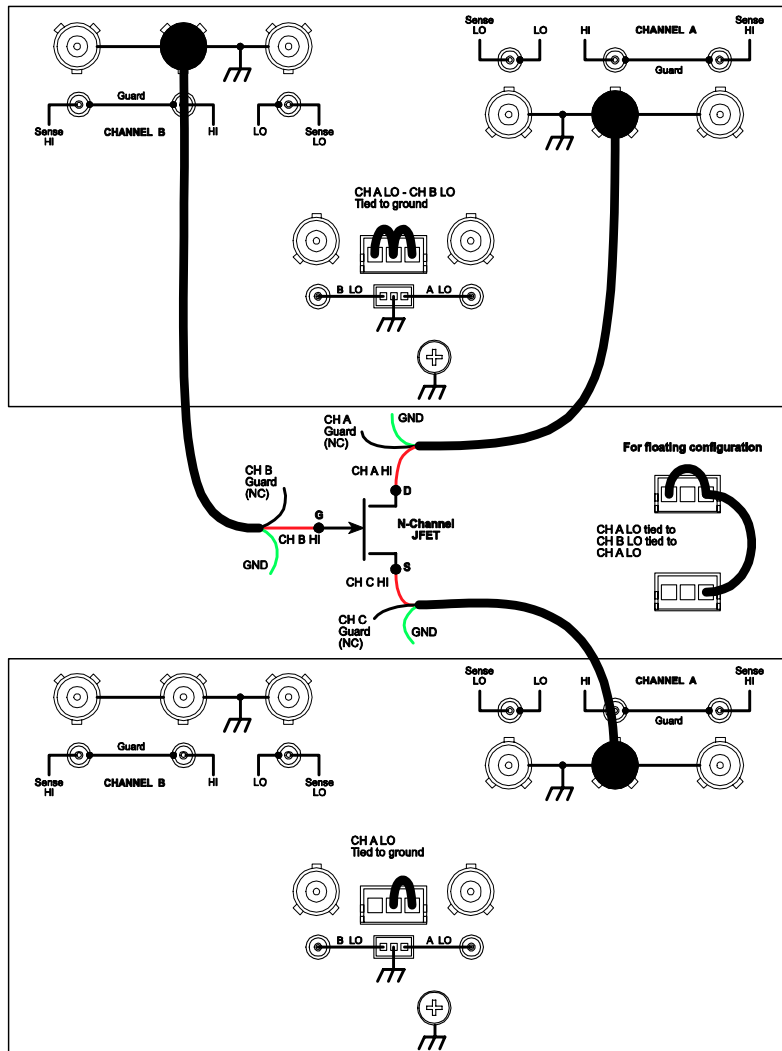 Sense
LO
LO
HI
CHANNEL A
Sense
HI
Guard
Guard
Sense
HI
CHANNEL B
HI
LO
Sense
LO
CH A LO - CH B LO
Tied to ground
B LO
A LO
CH A
Guard
(NC)
GND
CH A HI
For floating configuration
CH B
Guard
(NC)
D
G
N-Channel
JFET
CH B HI
GND
CH A LO tied to
CH B LO tied to
CH A LO
S
CH C HI
CH C
Guard
(NC)
GND
Sense
LO
LO
HI
CHANNEL A
Sense
HI
Guard
Guard
Sense
HI
CHANNEL B
HI
LO
Sense
LO
CH A LO
Tied to ground
B LO
A LO